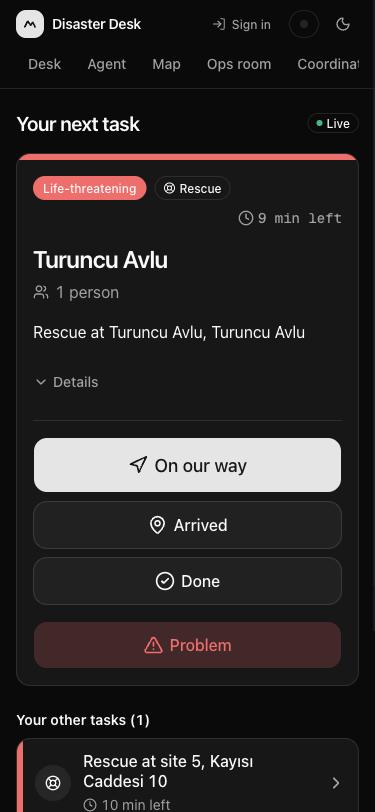 Disaster Desk
Sign in
Desk Agent Map Ops room Coordinat
Your next task
Live
Life-threatening
Rescue
9 min left
Turuncu Avlu
1 person
Rescue at Turuncu Avlu, Turuncu Avlu
Details
On our way
Arrived
Done
Problem
Your other tasks (1)
Rescue at site 5, Kayısı
Caddesi 10
10 min left